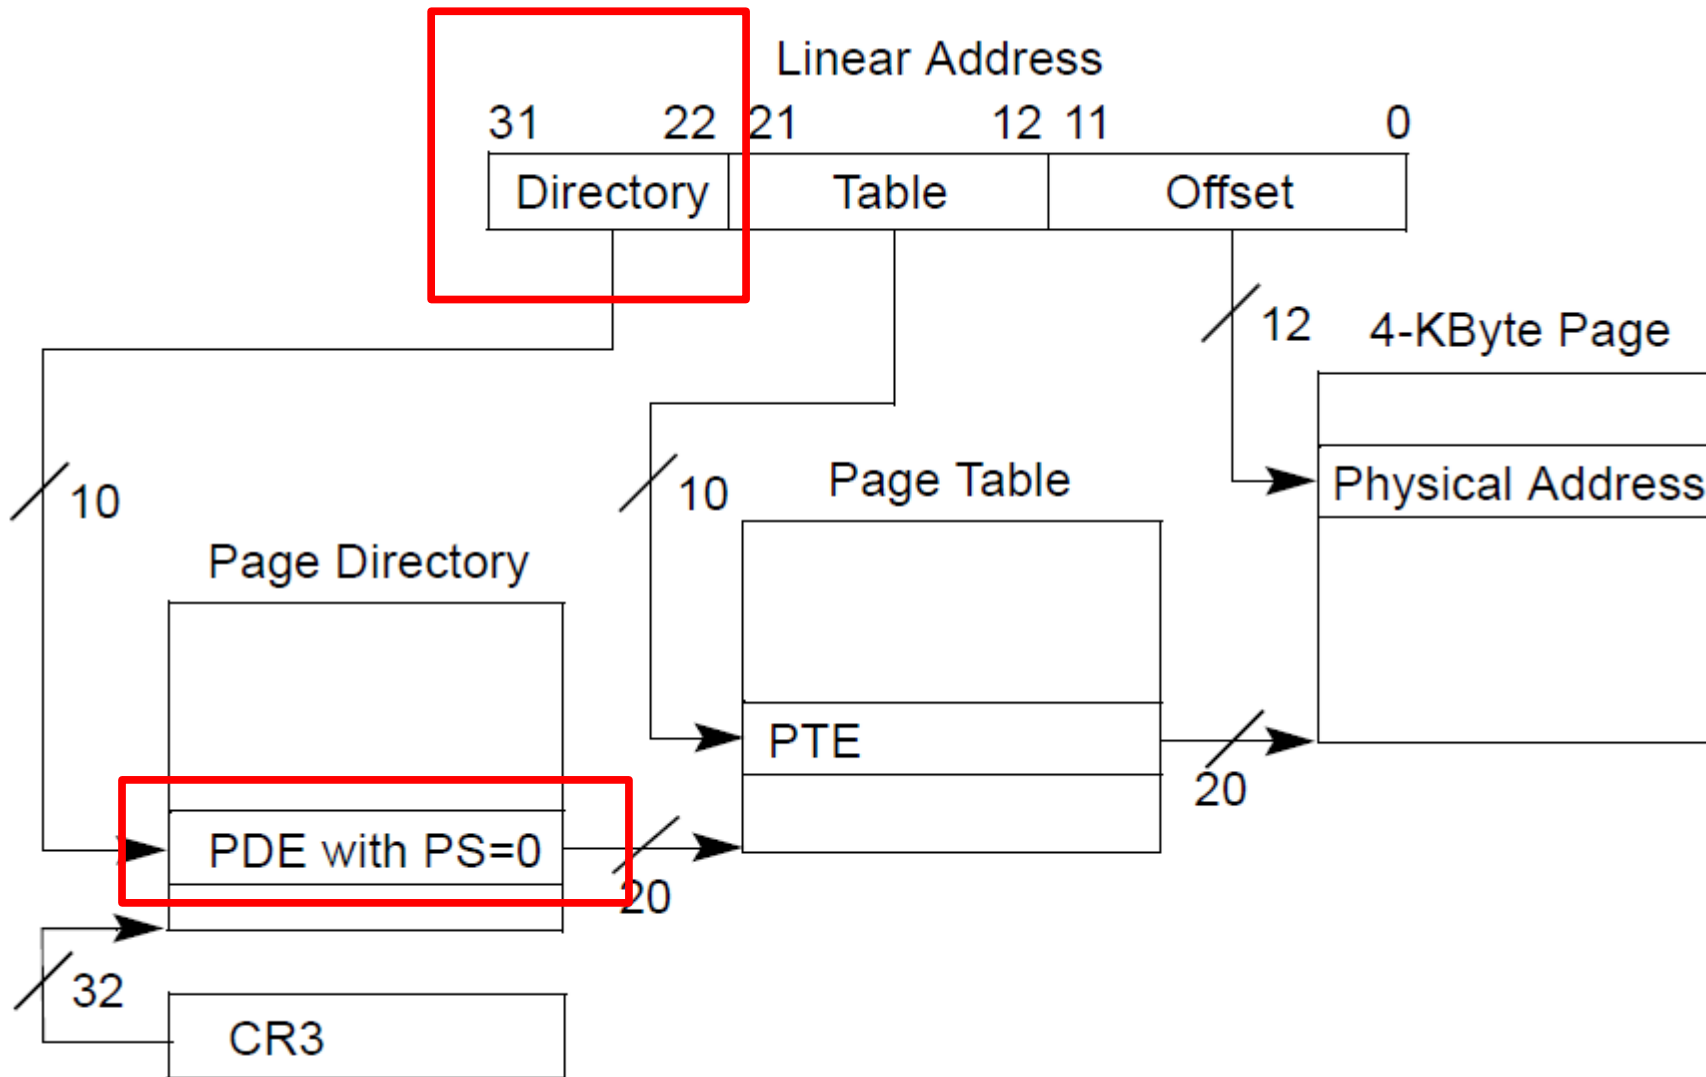 Linear Address
31 22 21 12 11 0
Directory Table Offset
12
4-KByte Page
Physical Address
10
10
Page Table
Page Directory
PTE
20
PDE with PS=0
20
32
CR3